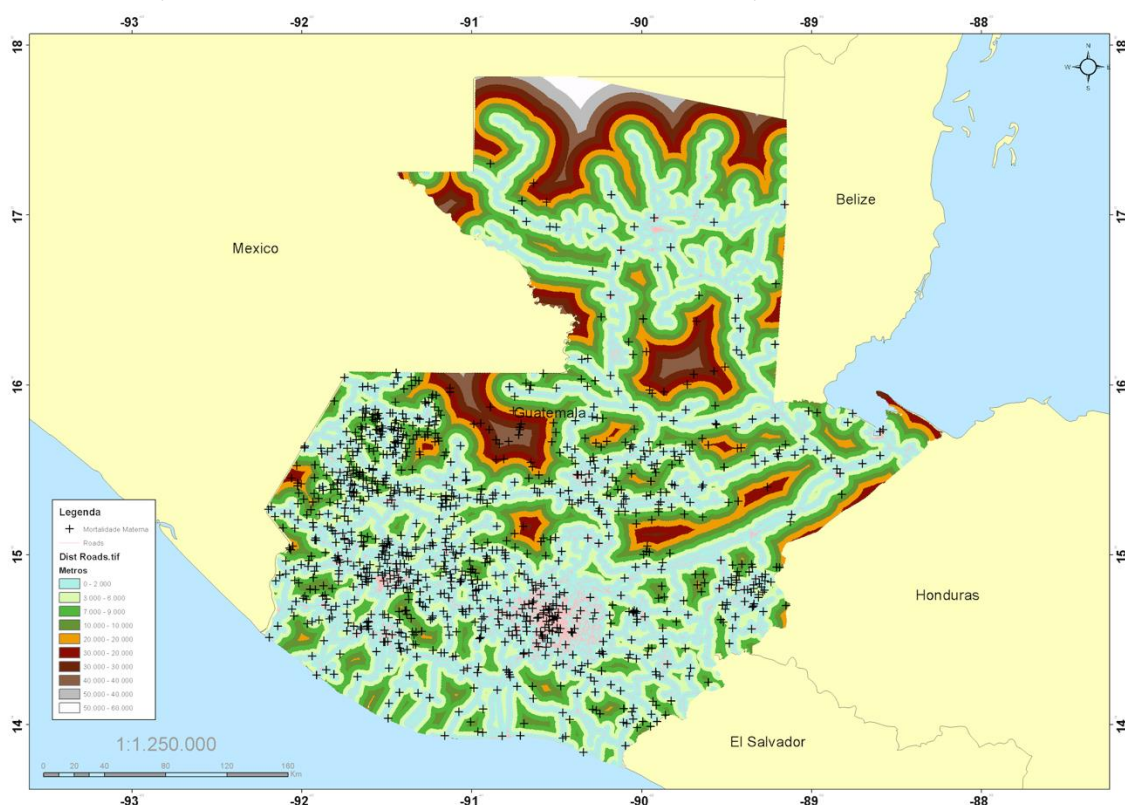 -93 -92 -91 -90 -89 -88
18 18
N
W E
S
17 17
Belize
Mexico
16 16
Guatemala
Legenda
Mortalidade Materna
Roads
Dist Roads.tif
Metros
0 - 2 000
3 000 - 6 000
7 000 - 9 000
10 000 - 10 000
20 000 - 20 000
30 000 - 20 000
30 000 - 30 000
40 000 - 40 000
50 000 - 40 000
50 000 - 60 000
15 15
Honduras
14 14
El Salvador
1:1.250.000
0 20 40 80 120 160
Km
-93 -92 -91 -90 -89 -88